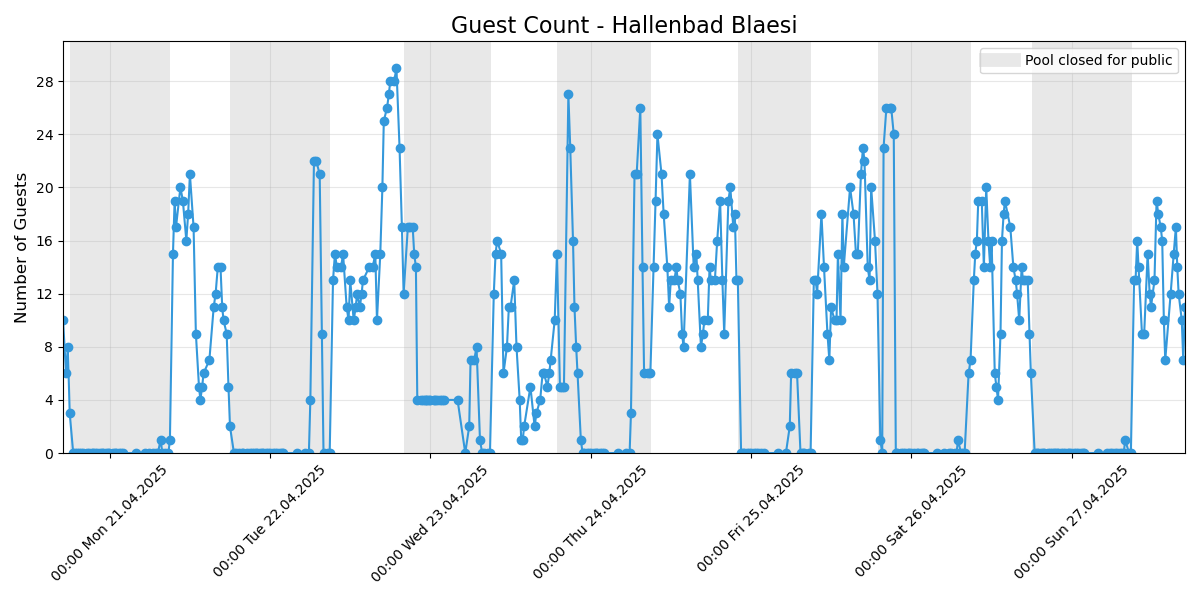 Guest Count - Hallenbad Blaesi
Pool closed for public
Number of Guests
28
24
20
16
12
8
4
0
00:00 Mon 21.04.2025
00:00 Tue 22.04.2025
00:00 Wed 23.04.2025
00:00 Thu 24.04.2025
00:00 Fri 25.04.2025
00:00 Sat 26.04.2025
00:00 Sun 27.04.2025